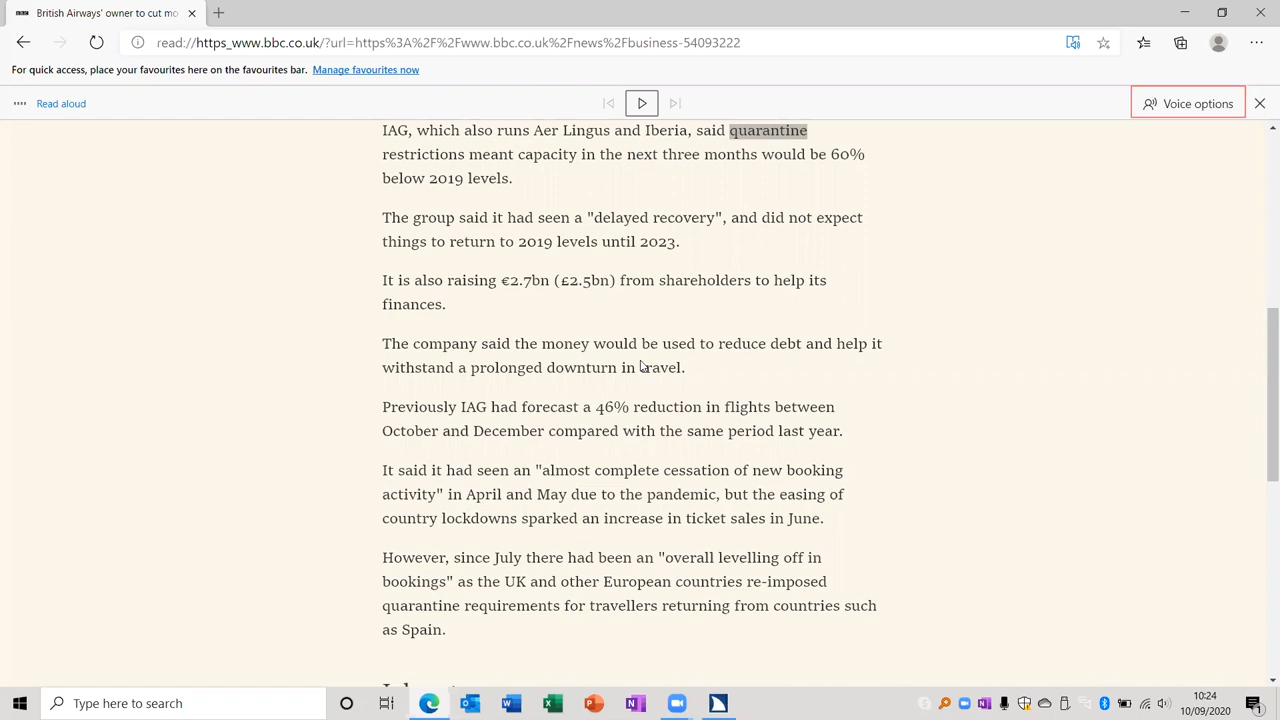 British Airways' owner to cut mo
read://https_www.bbc.co.uk/?url=https%3A%2F%2Fwww.bbc.co.uk%2Fnews%2Fbusiness-54093222
For quick access, place your favourites here on the favourites bar. Manage favourites now
Read aloud
Voice options
IAG, which also runs Aer Lingus and Iberia, said quarantine
restrictions meant capacity in the next three months would be 60%
below 2019 levels.
The group said it had seen a "delayed recovery", and did not expect
things to return to 2019 levels until 2023.
It is also raising €2.7bn (£2.5bn) from shareholders to help its
finances.
The company said the money would be used to reduce debt and help it
withstand a prolonged downturn in travel.
Previously IAG had forecast a 46% reduction in flights between
October and December compared with the same period last year.
It said it had seen an "almost complete cessation of new booking
activity" in April and May due to the pandemic, but the easing of
country lockdowns sparked an increase in ticket sales in June.
However, since July there had been an "overall levelling off in
bookings" as the UK and other European countries re-imposed
quarantine requirements for travellers returning from countries such
as Spain.
Type here to search
10:24
10/09/2020